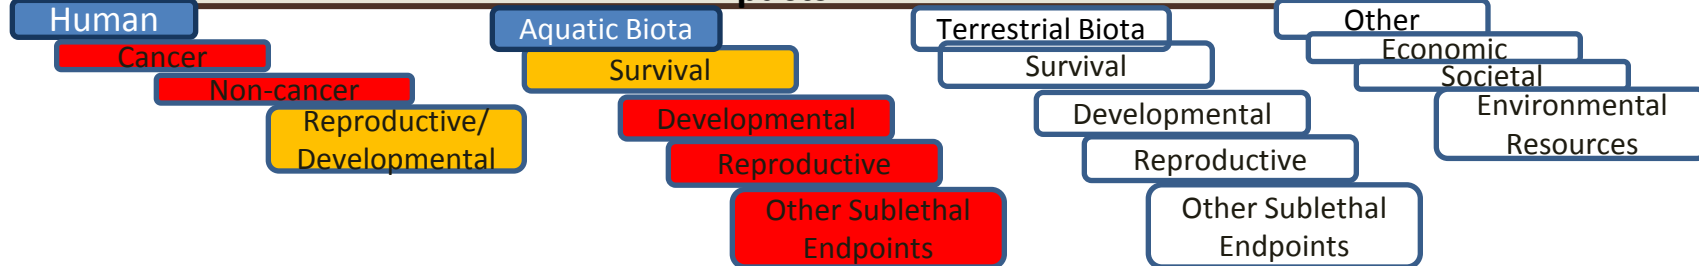 Human
Cancer
Non-cancer
Reproductive/
Developmental
Aquatic Biota
Survival
Developmental
Reproductive
Other Sublethal
Endpoints
Terrestrial Biota
Survival
Developmental
Reproductive
Other Sublethal
Endpoints
Other
Economic
Societal
Environmental
Resources